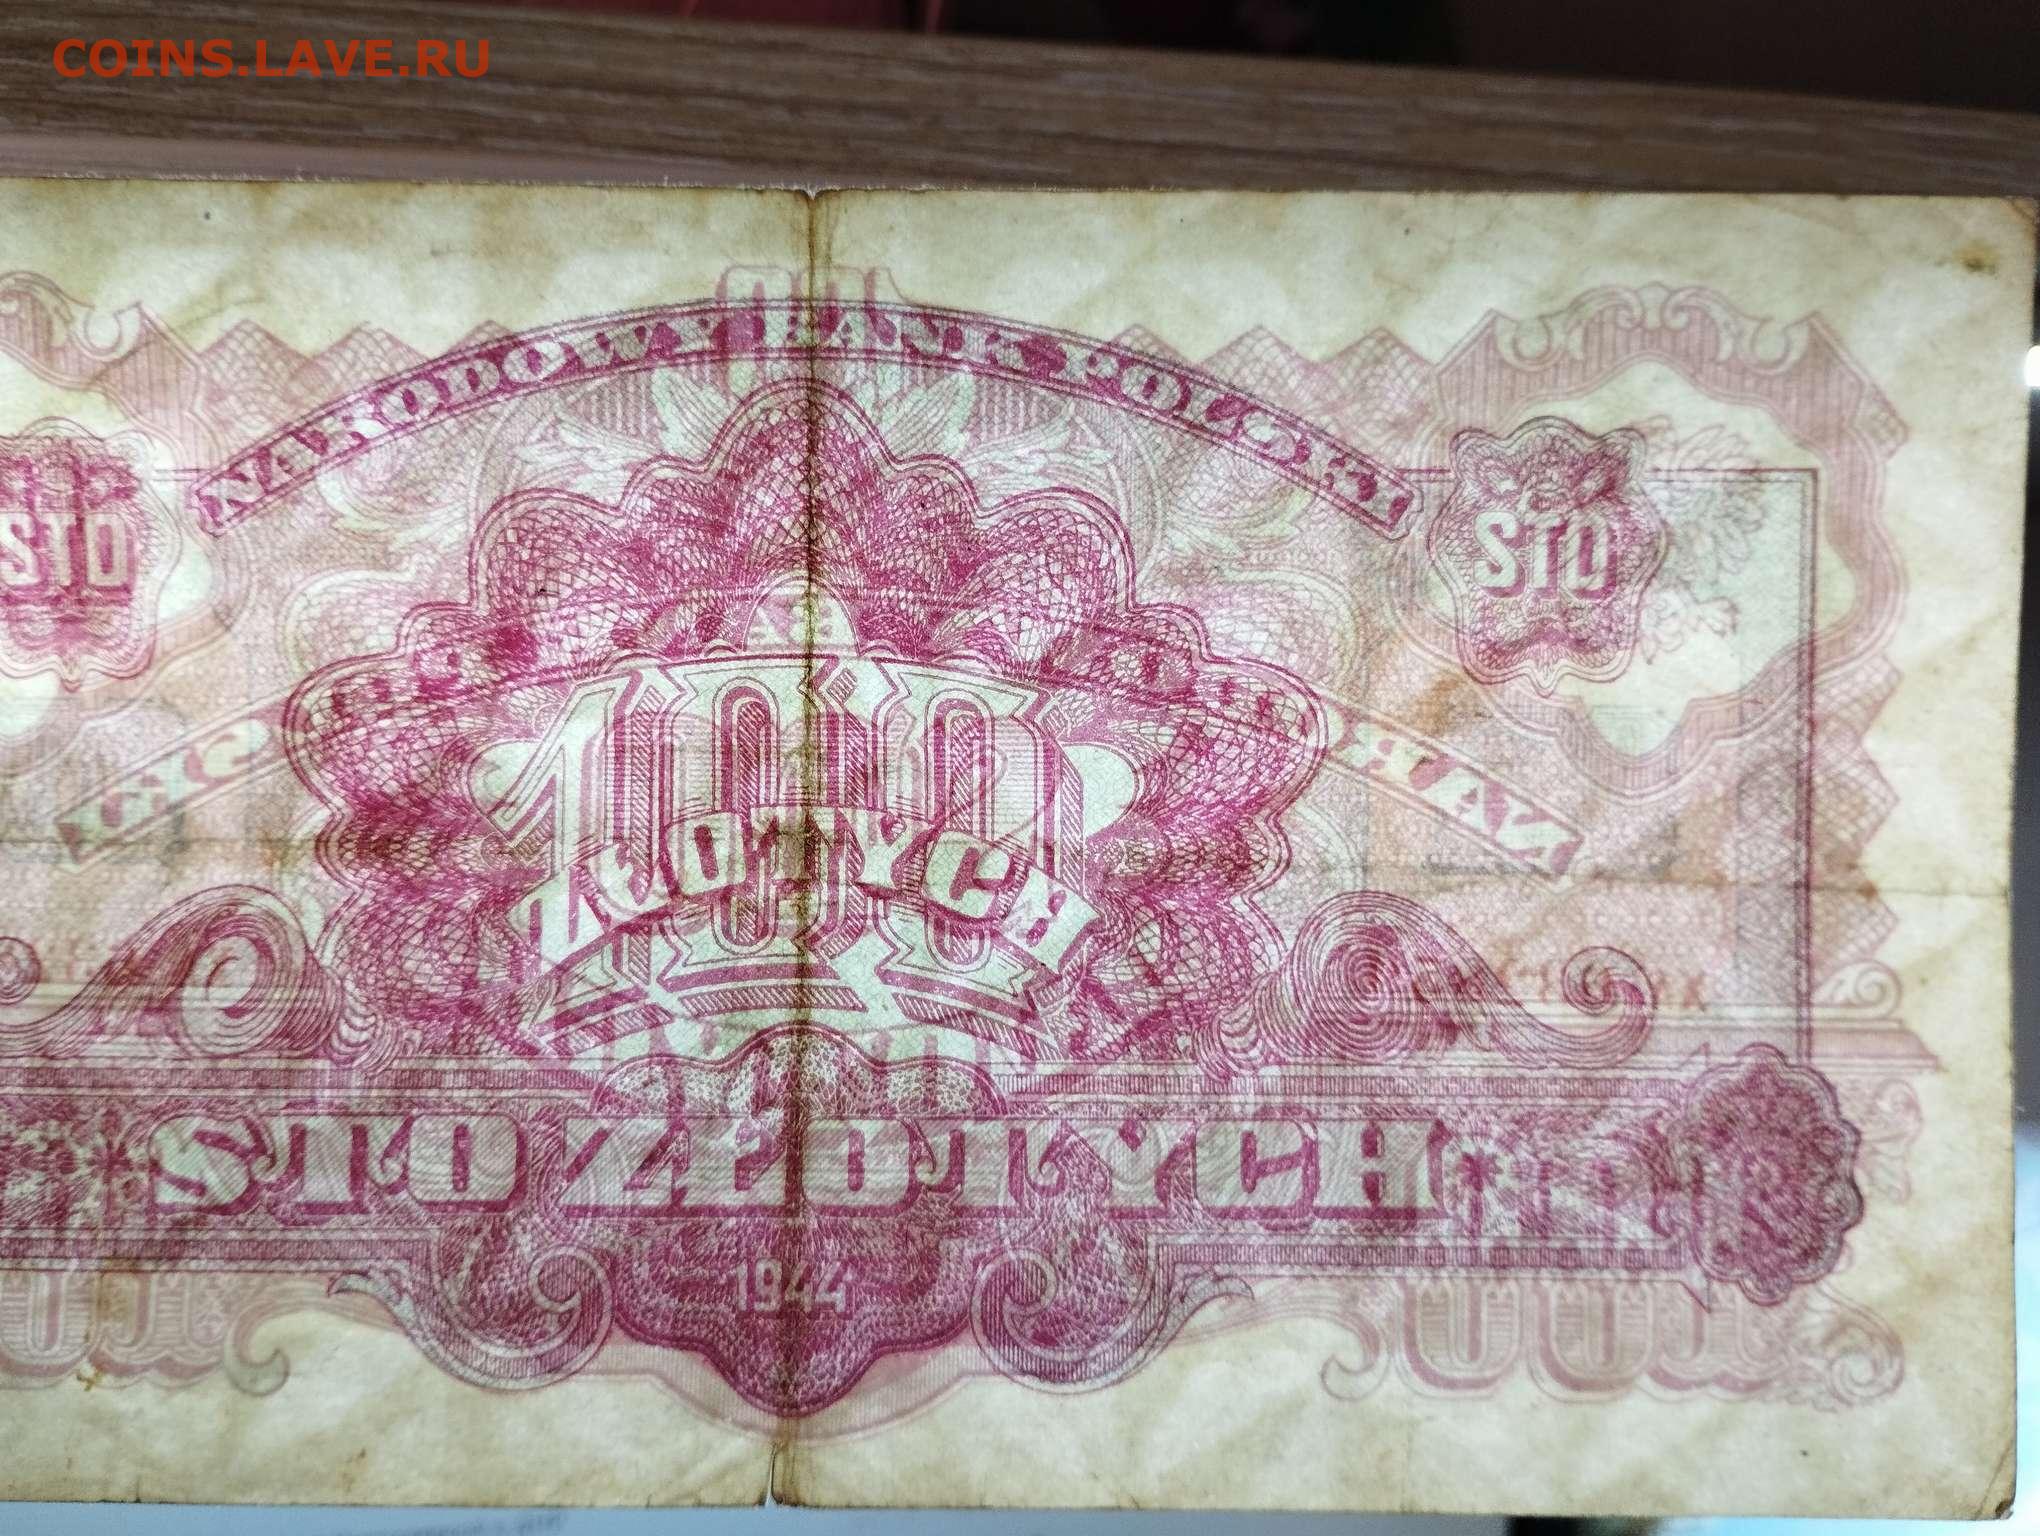 COINS.LAVE.RU
NARODOWY BANK POLSKI
STO
STO
100
ZŁOTYCH
STO ZŁOTYCH
1944